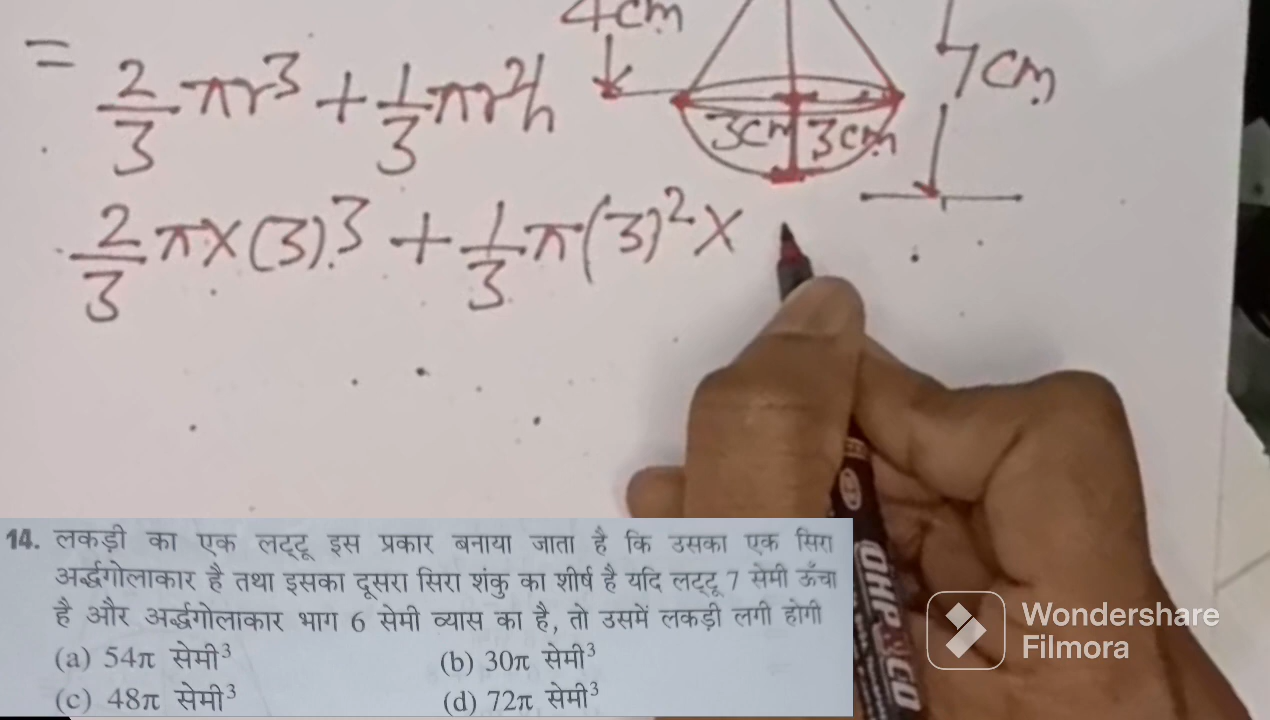 4cm
= 2/3 πr³ + 1/3 πr²h
7cm
3cm 3cm
2/3 π×(3)³ + 1/3 π(3)²×
OHP
CO
14. लकड़ी का एक लट्टू इस प्रकार बनाया जाता है कि उसका एक सिरा
अर्द्धगोलाकार है तथा इसका दूसरा सिरा शंकु का शीर्ष है यदि लट्टू 7 सेमी ऊँचा
है और अर्द्धगोलाकार भाग 6 सेमी व्यास का है, तो उसमें लकड़ी लगी होगी
(a) 54π सेमी³ (b) 30π सेमी³
(c) 48π सेमी³ (d) 72π सेमी³
Wondershare
Filmora